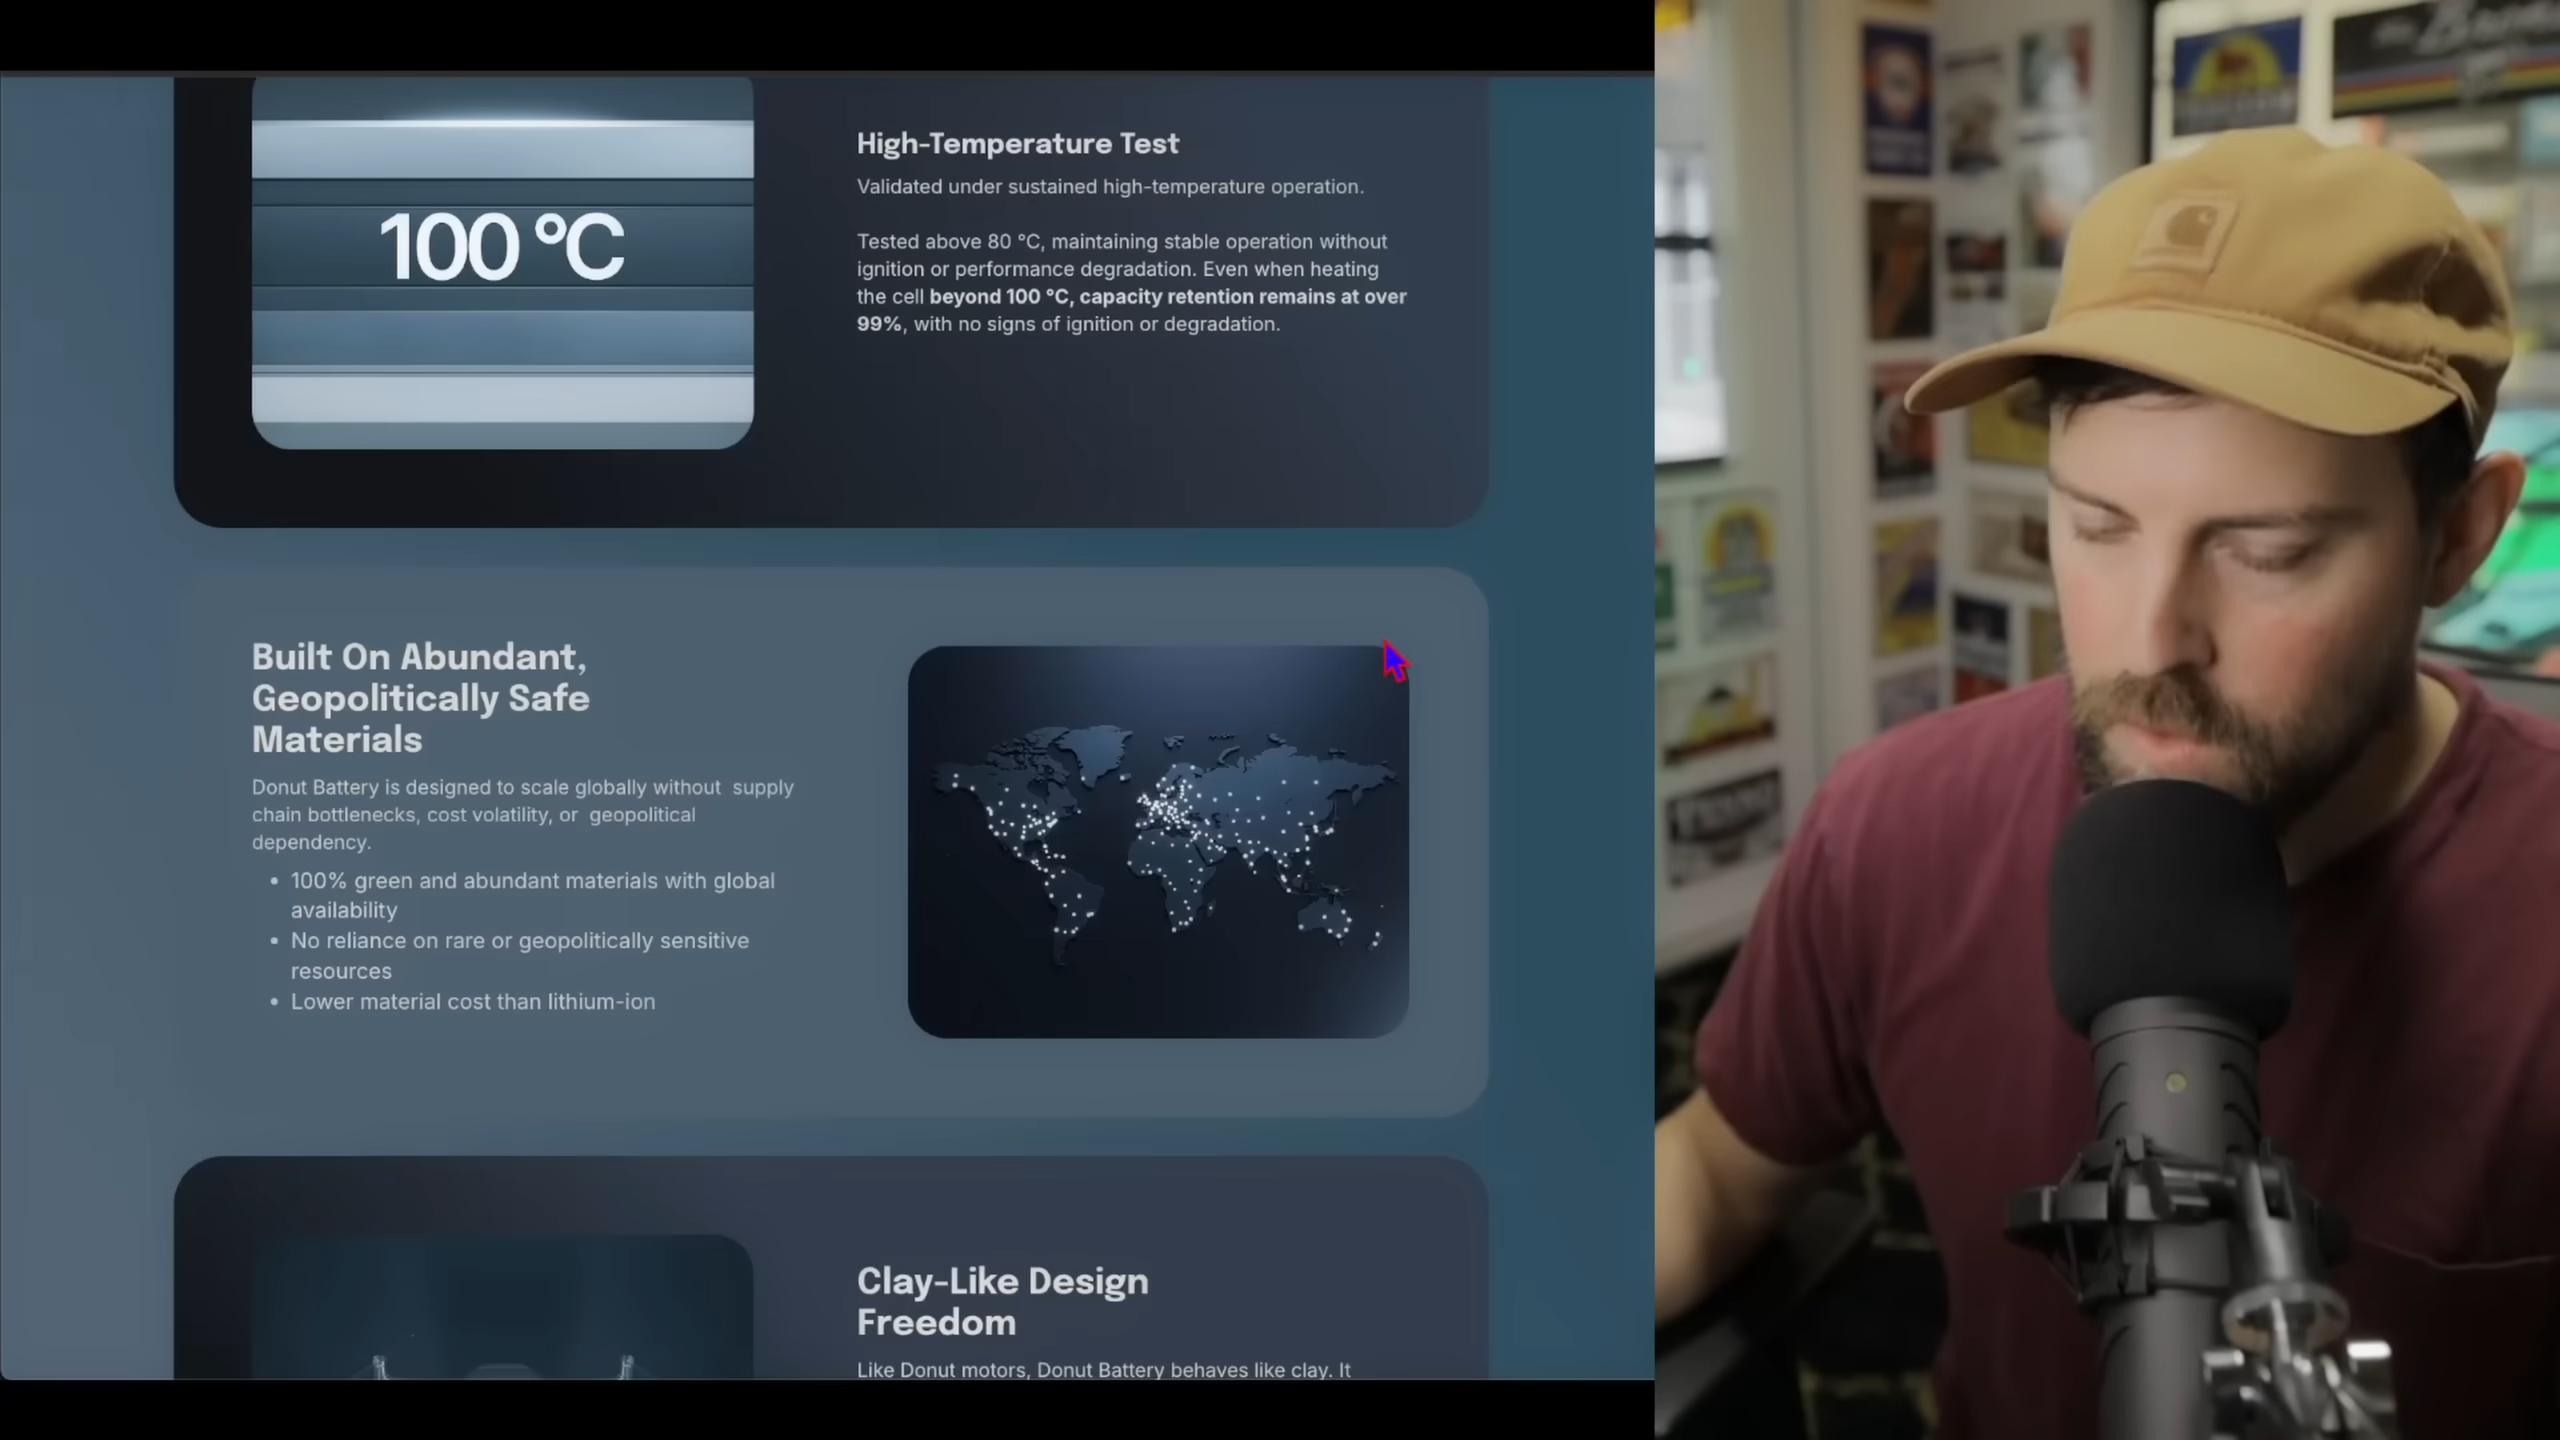 100 °C
High-Temperature Test
Validated under sustained high-temperature operation.
Tested above 80 °C, maintaining stable operation without
ignition or performance degradation. Even when heating
the cell beyond 100 °C, capacity retention remains at over
99%, with no signs of ignition or degradation.
Built On Abundant,
Geopolitically Safe
Materials
Donut Battery is designed to scale globally without supply
chain bottlenecks, cost volatility, or geopolitical
dependency.
• 100% green and abundant materials with global
availability
• No reliance on rare or geopolitically sensitive
resources
• Lower material cost than lithium-ion
Clay-Like Design
Freedom
Like Donut motors, Donut Battery behaves like clay. It